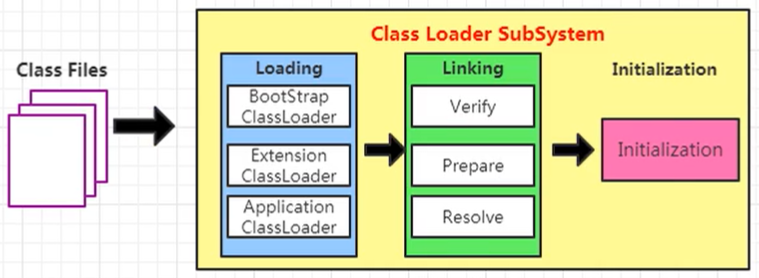 Class Loader SubSystem
Class Files
Loading
BootStrap
ClassLoader
Extension
ClassLoader
Application
ClassLoader
Linking
Verify
Prepare
Resolve
Initialization
Initialization